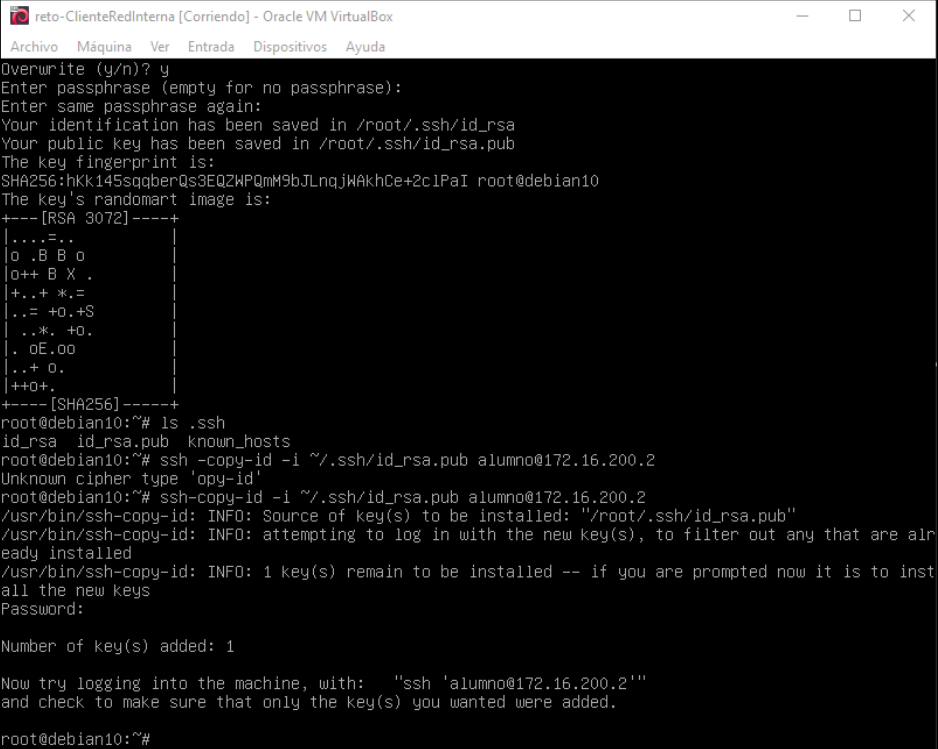 reto-ClienteRedInterna [Corriendo] - Oracle VM VirtualBox
Archivo Máquina Ver Entrada Dispositivos Ayuda
Overwrite (y/n)? y
Enter passphrase (empty for no passphrase):
Enter same passphrase again:
Your identification has been saved in /root/.ssh/id_rsa
Your public key has been saved in /root/.ssh/id_rsa.pub
The key fingerprint is:
SHA256:hKk145sqqberQs3EQZWPQmM9bJLnqjWAkhCe+2clPaI root@debian10
The key's randomart image is:
+---[RSA 3072]----+
|....=..          |
|o .B B o         |
|o++ B X .        |
|+..+ *.=         |
|..= +o.+S        |
| ..*. +o.        |
|. oE.oo          |
|..+ o.           |
|++o+.            |
+----[SHA256]-----+
root@debian10:~# ls .ssh
id_rsa  id_rsa.pub  known_hosts
root@debian10:~# ssh -copy-id -i ~/.ssh/id_rsa.pub alumno@172.16.200.2
Unknown cipher type 'opy-id'
root@debian10:~# ssh-copy-id -i ~/.ssh/id_rsa.pub alumno@172.16.200.2
/usr/bin/ssh-copy-id: INFO: Source of key(s) to be installed: "/root/.ssh/id_rsa.pub"
/usr/bin/ssh-copy-id: INFO: attempting to log in with the new key(s), to filter out any that are alr
eady installed
/usr/bin/ssh-copy-id: INFO: 1 key(s) remain to be installed -- if you are prompted now it is to inst
all the new keys
Password:
Number of key(s) added: 1
Now try logging into the machine, with:   "ssh 'alumno@172.16.200.2'"
and check to make sure that only the key(s) you wanted were added.
root@debian10:~#